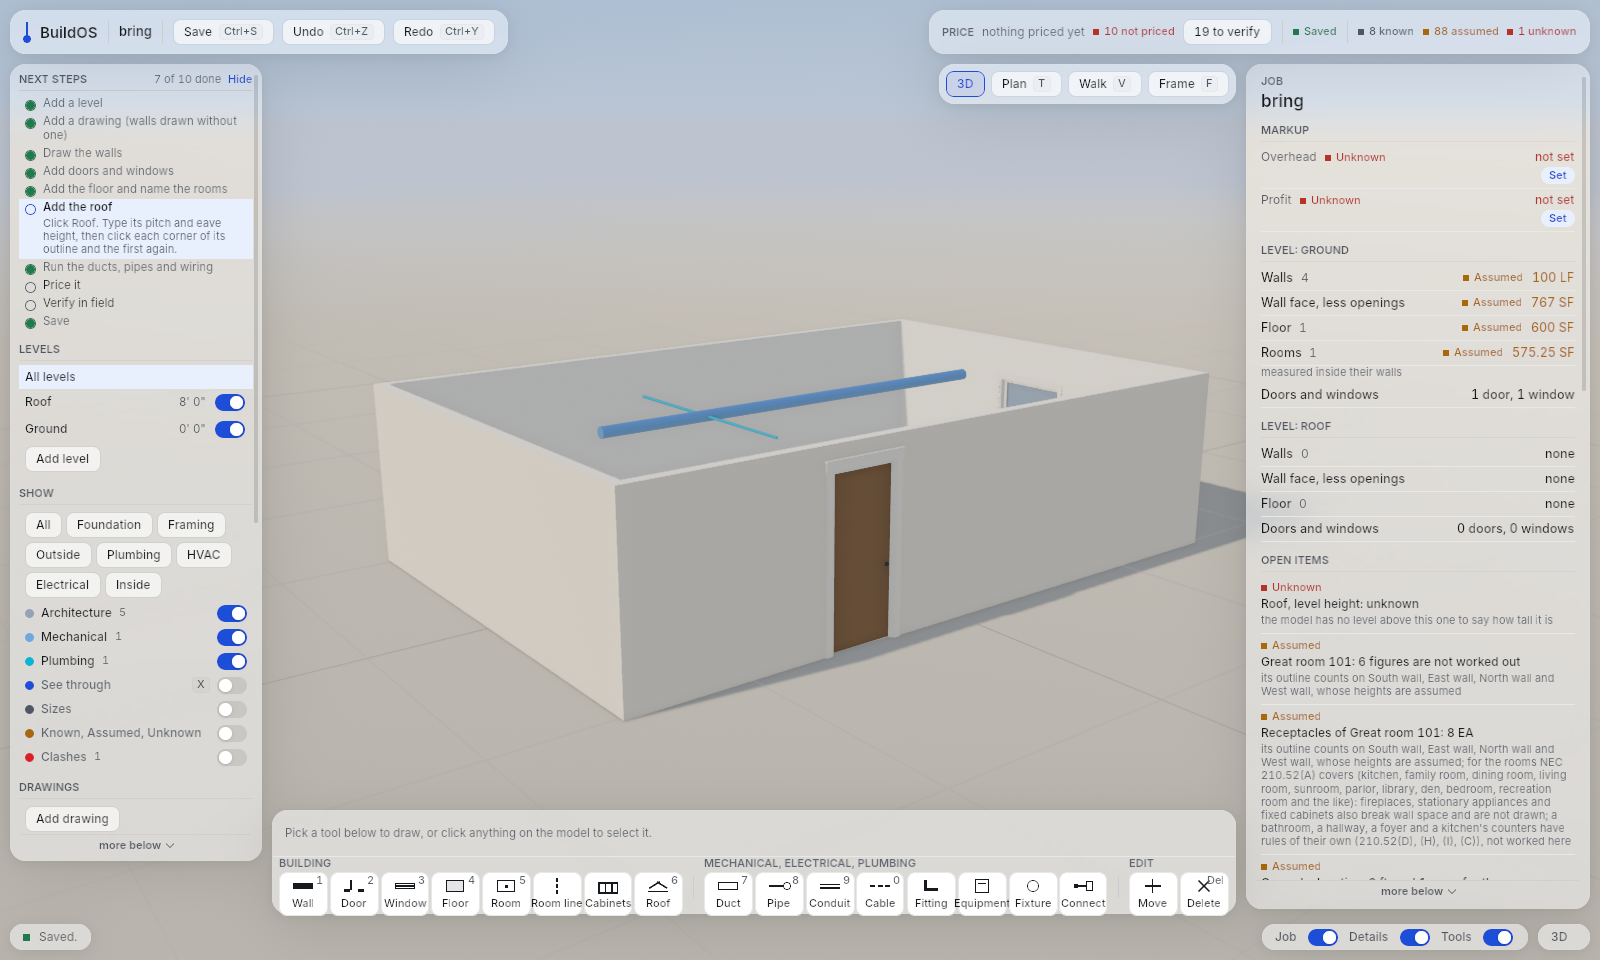 BuildOS
bring
Save Ctrl+S
Undo Ctrl+Z
Redo Ctrl+Y
PRICE nothing priced yet 10 not priced 19 to verify Saved 8 known 88 assumed 1 unknown
3D
Plan T
Walk V
Frame F
NEXT STEPS 7 of 10 done Hide
Add a level
Add a drawing (walls drawn without
one)
Draw the walls
Add doors and windows
Add the floor and name the rooms
Add the roof
Click Roof. Type its pitch and eave
height, then click each corner of its
outline and the first again.
Run the ducts, pipes and wiring
Price it
Verify in field
Save
LEVELS
All levels
Roof 8' 0"
Ground 0' 0"
Add level
SHOW
All Foundation Framing
Outside Plumbing HVAC
Electrical Inside
Architecture 5
Mechanical 1
Plumbing 1
See through X
Sizes
Known, Assumed, Unknown
Clashes 1
DRAWINGS
Add drawing
more below
Saved.
Pick a tool below to draw, or click anything on the model to select it.
BUILDING
1 Wall
2 Door
3 Window
4 Floor
5 Room
Room line
Cabinets
6 Roof
MECHANICAL, ELECTRICAL, PLUMBING
7 Duct
8 Pipe
9 Conduit
0 Cable
Fitting
Equipment
Fixture
Connect
EDIT
Move
Del Delete
JOB
bring
MARKUP
Overhead Unknown not set
Set
Profit Unknown not set
Set
LEVEL: GROUND
Walls 4 Assumed 100 LF
Wall face, less openings Assumed 767 SF
Floor 1 Assumed 600 SF
Rooms 1 Assumed 575.25 SF
measured inside their walls
Doors and windows 1 door, 1 window
LEVEL: ROOF
Walls 0 none
Wall face, less openings none
Floor 0 none
Doors and windows 0 doors, 0 windows
OPEN ITEMS
Unknown
Roof, level height: unknown
the model has no level above this one to say how tall it is
Assumed
Great room 101: 6 figures are not worked out
its outline counts on South wall, East wall, North wall and
West wall, whose heights are assumed
Assumed
Receptacles of Great room 101: 8 EA
its outline counts on South wall, East wall, North wall and
West wall, whose heights are assumed; for the rooms NEC
210.52(A) covers (kitchen, family room, dining room, living
room, sunroom, parlor, library, den, bedroom, recreation
room and the like): fireplaces, stationary appliances and
fixed cabinets also break wall space and are not drawn; a
bathroom, a hallway, a foyer and a kitchen's counters have
rules of their own (210.52(D), (H), (I), (C)), not worked here
Assumed
more below
Job Details Tools 3D